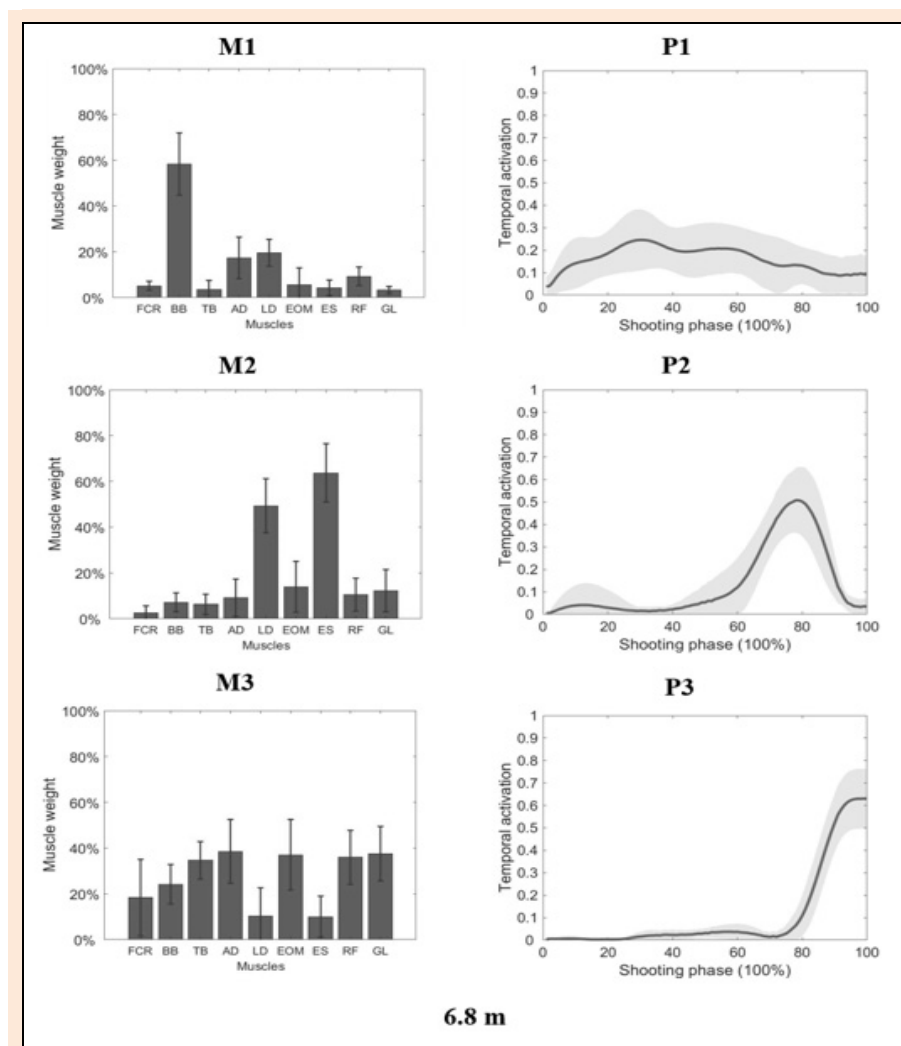 M1
100%
80%
60%
40%
20%
0%
Muscle weight
FCR BB TB AD LD EOM ES RF GL
Muscles
P1
1
0.9
0.8
0.7
0.6
0.5
0.4
0.3
0.2
0.1
0
Temporal activation
0 20 40 60 80 100
Shooting phase (100%)
M2
100%
80%
60%
40%
20%
0%
Muscle weight
FCR BB TB AD LD EOM ES RF GL
Muscles
P2
1
0.9
0.8
0.7
0.6
0.5
0.4
0.3
0.2
0.1
0
Temporal activation
0 20 40 60 80 100
Shooting phase (100%)
M3
100%
80%
60%
40%
20%
0%
Muscle weight
FCR BB TB AD LD EOM ES RF GL
Muscles
P3
1
0.9
0.8
0.7
0.6
0.5
0.4
0.3
0.2
0.1
0
Temporal activation
0 20 40 60 80 100
Shooting phase (100%)
6.8 m